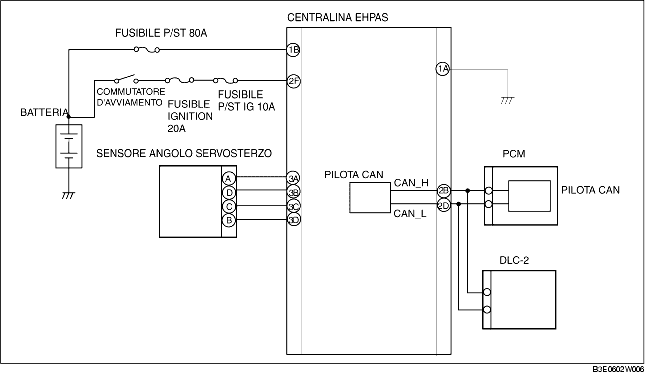 CENTRALINA EHPAS
FUSIBILE P/ST 80A
1B
1A
2F
COMMUTATORE
D'AVVIAMENTO
FUSIBILE
IGNITION
20A
FUSIBILE
P/ST IG 10A
BATTERIA
SENSORE ANGOLO SERVOSTERZO
A
D
C
B
3A
3B
3C
3D
PILOTA CAN
CAN_H
CAN_L
2B
2D
PCM
PILOTA CAN
DLC-2
B3E0602W006